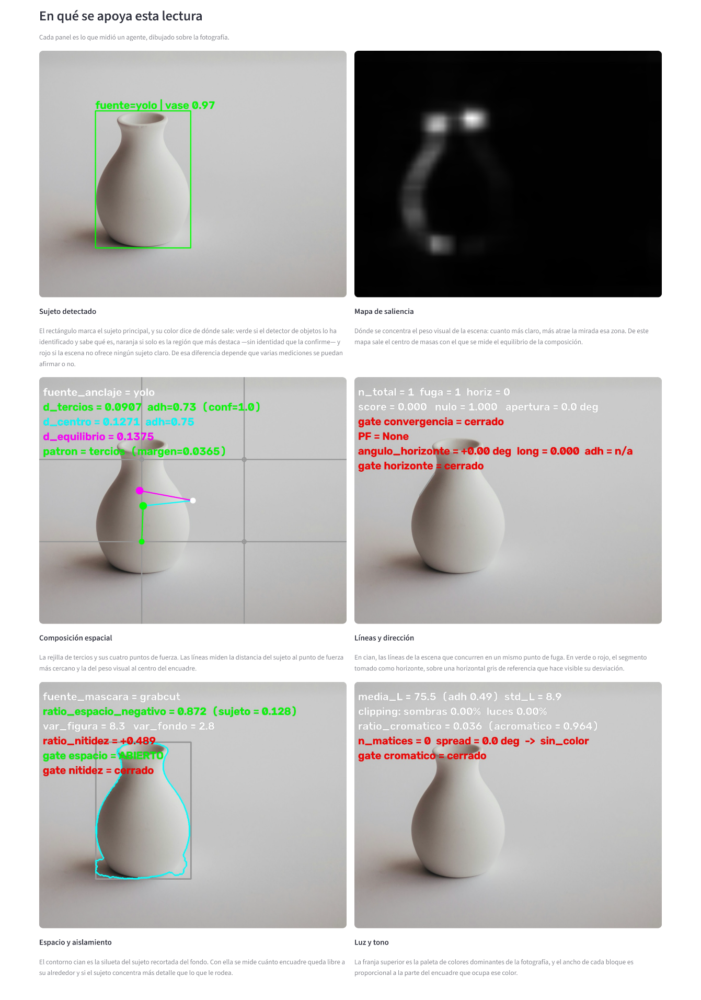 En qué se apoya esta lectura
Cada panel es lo que midió un agente, dibujado sobre la fotografía.
fuente=yolo | vase 0.97
Sujeto detectado
El rectángulo marca el sujeto principal, y su color dice de dónde sale: verde si el detector de objetos lo ha
identificado y sabe qué es, naranja si solo es la región que más destaca —sin identidad que la confirme— y
rojo si la escena no ofrece ningún sujeto claro. De esa diferencia depende que varias mediciones se puedan
afirmar o no.
Mapa de saliencia
Dónde se concentra el peso visual de la escena: cuanto más claro, más atrae la mirada esa zona. De este
mapa sale el centro de masas con el que se mide el equilibrio de la composición.
fuente_anclaje = yolo
d_tercios = 0.0907 adh=0.73 (conf=1.0)
d_centro = 0.1271 adh=0.75
d_equilibrio = 0.1375
patron = tercios (margen=0.0365)
Composición espacial
La rejilla de tercios y sus cuatro puntos de fuerza. Las líneas miden la distancia del sujeto al punto de fuerza
más cercano y la del peso visual al centro del encuadre.
n_total = 1 fuga = 1 horiz = 0
score = 0.000 nulo = 1.000 apertura = 0.0 deg
gate convergencia = cerrado
PF = None
angulo_horizonte = +0.00 deg long = 0.000 adh = n/a
gate horizonte = cerrado
Líneas y dirección
En cian, las líneas de la escena que concurren en un mismo punto de fuga. En verde o rojo, el segmento
tomado como horizonte, sobre una horizontal gris de referencia que hace visible su desviación.
fuente_mascara = grabcut
ratio_espacio_negativo = 0.872 (sujeto = 0.128)
var_figura = 8.3 var_fondo = 2.8
ratio_nitidez = +0.489
gate espacio = ABIERTO
gate nitidez = cerrado
Espacio y aislamiento
El contorno cian es la silueta del sujeto recortada del fondo. Con ella se mide cuánto encuadre queda libre a
su alrededor y si el sujeto concentra más detalle que lo que le rodea.
media_L = 75.5 (adh 0.49) std_L = 8.9
clipping: sombras 0.00% luces 0.00%
ratio_cromatico = 0.036 (acromatico = 0.964)
n_matices = 0 spread = 0.0 deg -> sin_color
gate cromatico = cerrado
Luz y tono
La franja superior es la paleta de colores dominantes de la fotografía, y el ancho de cada bloque es
proporcional a la parte del encuadre que ocupa ese color.